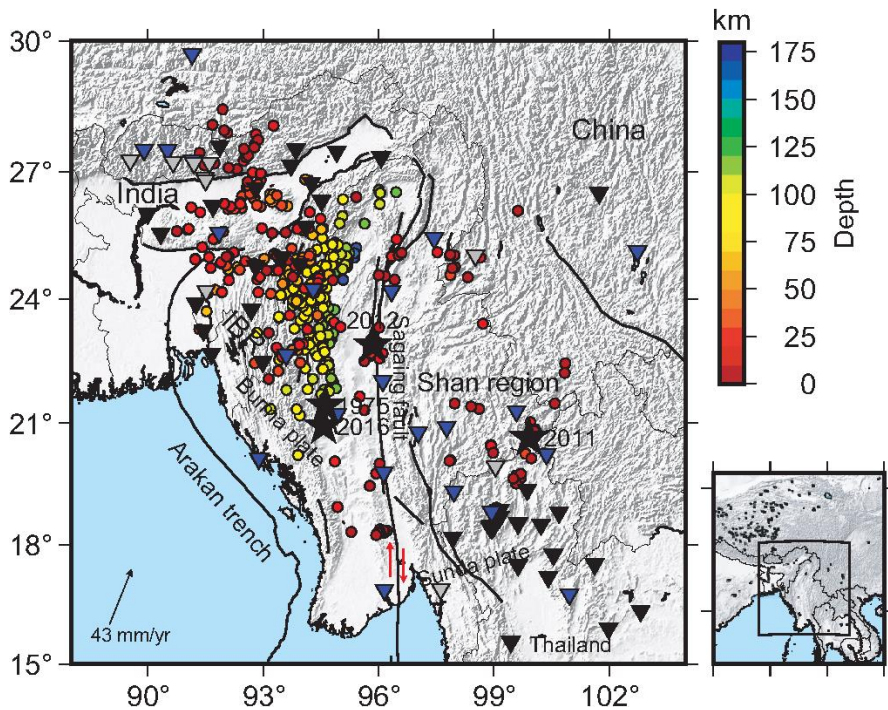 km
30°
27°
24°
21°
18°
15°
90°
93°
96°
99°
102°
China
India
IBR
2012
Sagaing Fault
Shan region
Burma plate
1975
2016
2011
Arakan trench
Sunda plate
43 mm/yr
Thailand
175
150
125
100
75
50
25
0
Depth